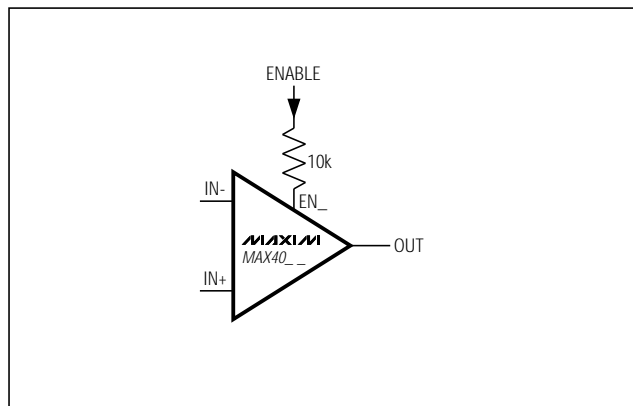 ENABLE
10k
IN-
EN_
MAXIM
MAX40_ _
OUT
IN+